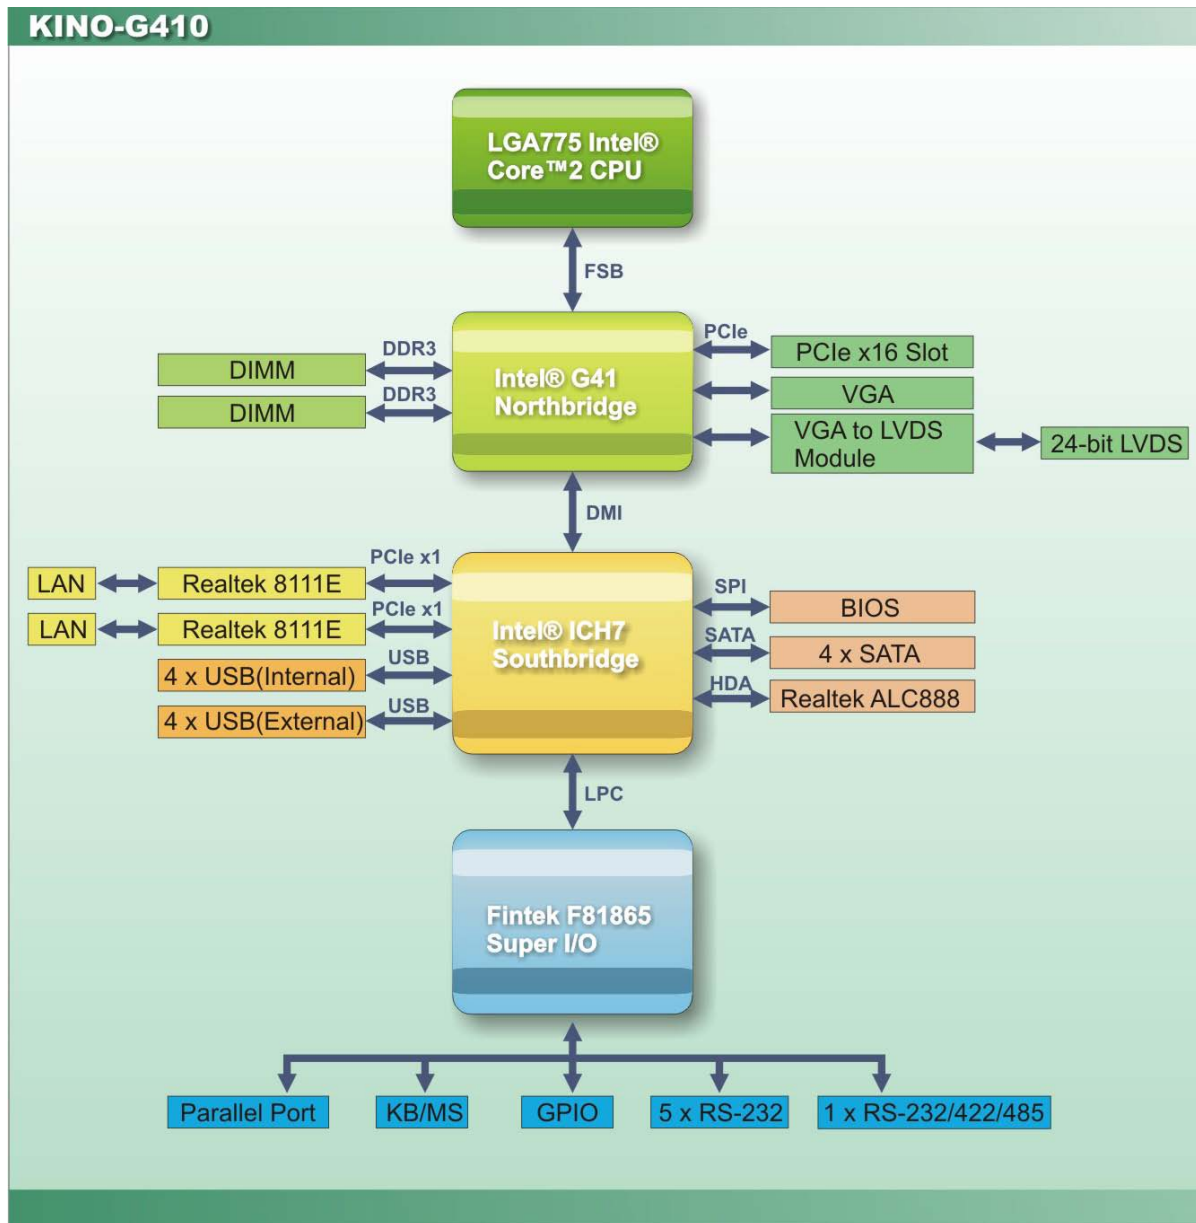 KINO-G410
LGA775 Intel®
Core™2 CPU
FSB
DDR3
DIMM
DDR3
DIMM
Intel® G41
Northbridge
PCIe
PCIe x16 Slot
VGA
VGA to LVDS
Module
24-bit LVDS
DMI
PCIe x1
LAN
Realtek 8111E
PCIe x1
LAN
Realtek 8111E
USB
4 x USB(Internal)
USB
4 x USB(External)
Intel® ICH7
Southbridge
SPI
BIOS
SATA
4 x SATA
HDA
Realtek ALC888
LPC
Fintek F81865
Super I/O
Parallel Port
KB/MS
GPIO
5 x RS-232
1 x RS-232/422/485